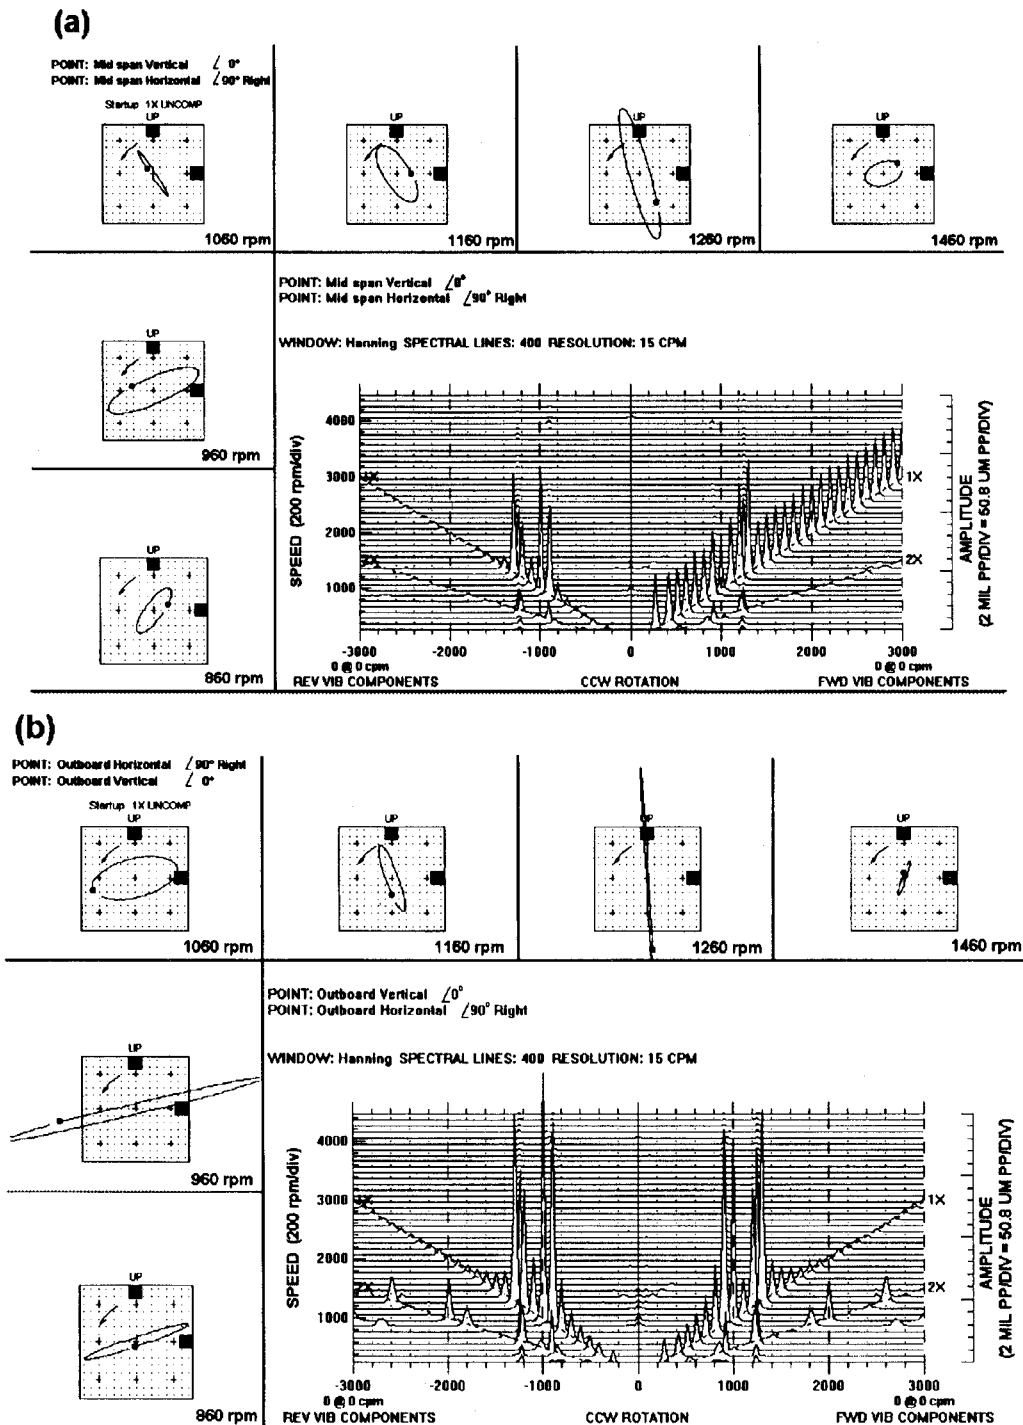 (a)
POINT: Mid span Vertical ∠ 0°
POINT: Mid span Horizontal ∠90° Right
Startup 1X UNCOMP
UP
UP
UP
UP
1060 rpm
1160 rpm
1260 rpm
1460 rpm
POINT: Mid span Vertical ∠0°
POINT: Mid span Horizontal ∠90° Right
WINDOW: Hanning SPECTRAL LINES: 400 RESOLUTION: 15 CPM
UP
960 rpm
UP
860 rpm
SPEED (200 rpm/div)
4000
3000
2000
1000
1X
2X
1X
2X
AMPLITUDE
(2 MIL PP/DIV = 50.8 UM PP/DIV)
-3000 -2000 -1000 0 1000 2000 3000
0 @ 0 cpm 0 @ 0 cpm
REV VIB COMPONENTS CCW ROTATION FWD VIB COMPONENTS
(b)
POINT: Outboard Horizontal ∠90° Right
POINT: Outboard Vertical ∠ 0°
Startup 1X UNCOMP
UP
UP
UP
UP
1060 rpm
1160 rpm
1260 rpm
1460 rpm
POINT: Outboard Vertical ∠0°
POINT: Outboard Horizontal ∠90° Right
WINDOW: Hanning SPECTRAL LINES: 400 RESOLUTION: 15 CPM
UP
960 rpm
UP
860 rpm
SPEED (200 rpm/div)
4000
3000
2000
1000
1X
2X
1X
2X
AMPLITUDE
(2 MIL PP/DIV = 50.8 UM PP/DIV)
-3000 -2000 -1000 0 1000 2000 3000
0 @ 0 cpm 0 @ 0 cpm
REV VIB COMPONENTS CCW ROTATION FWD VIB COMPONENTS